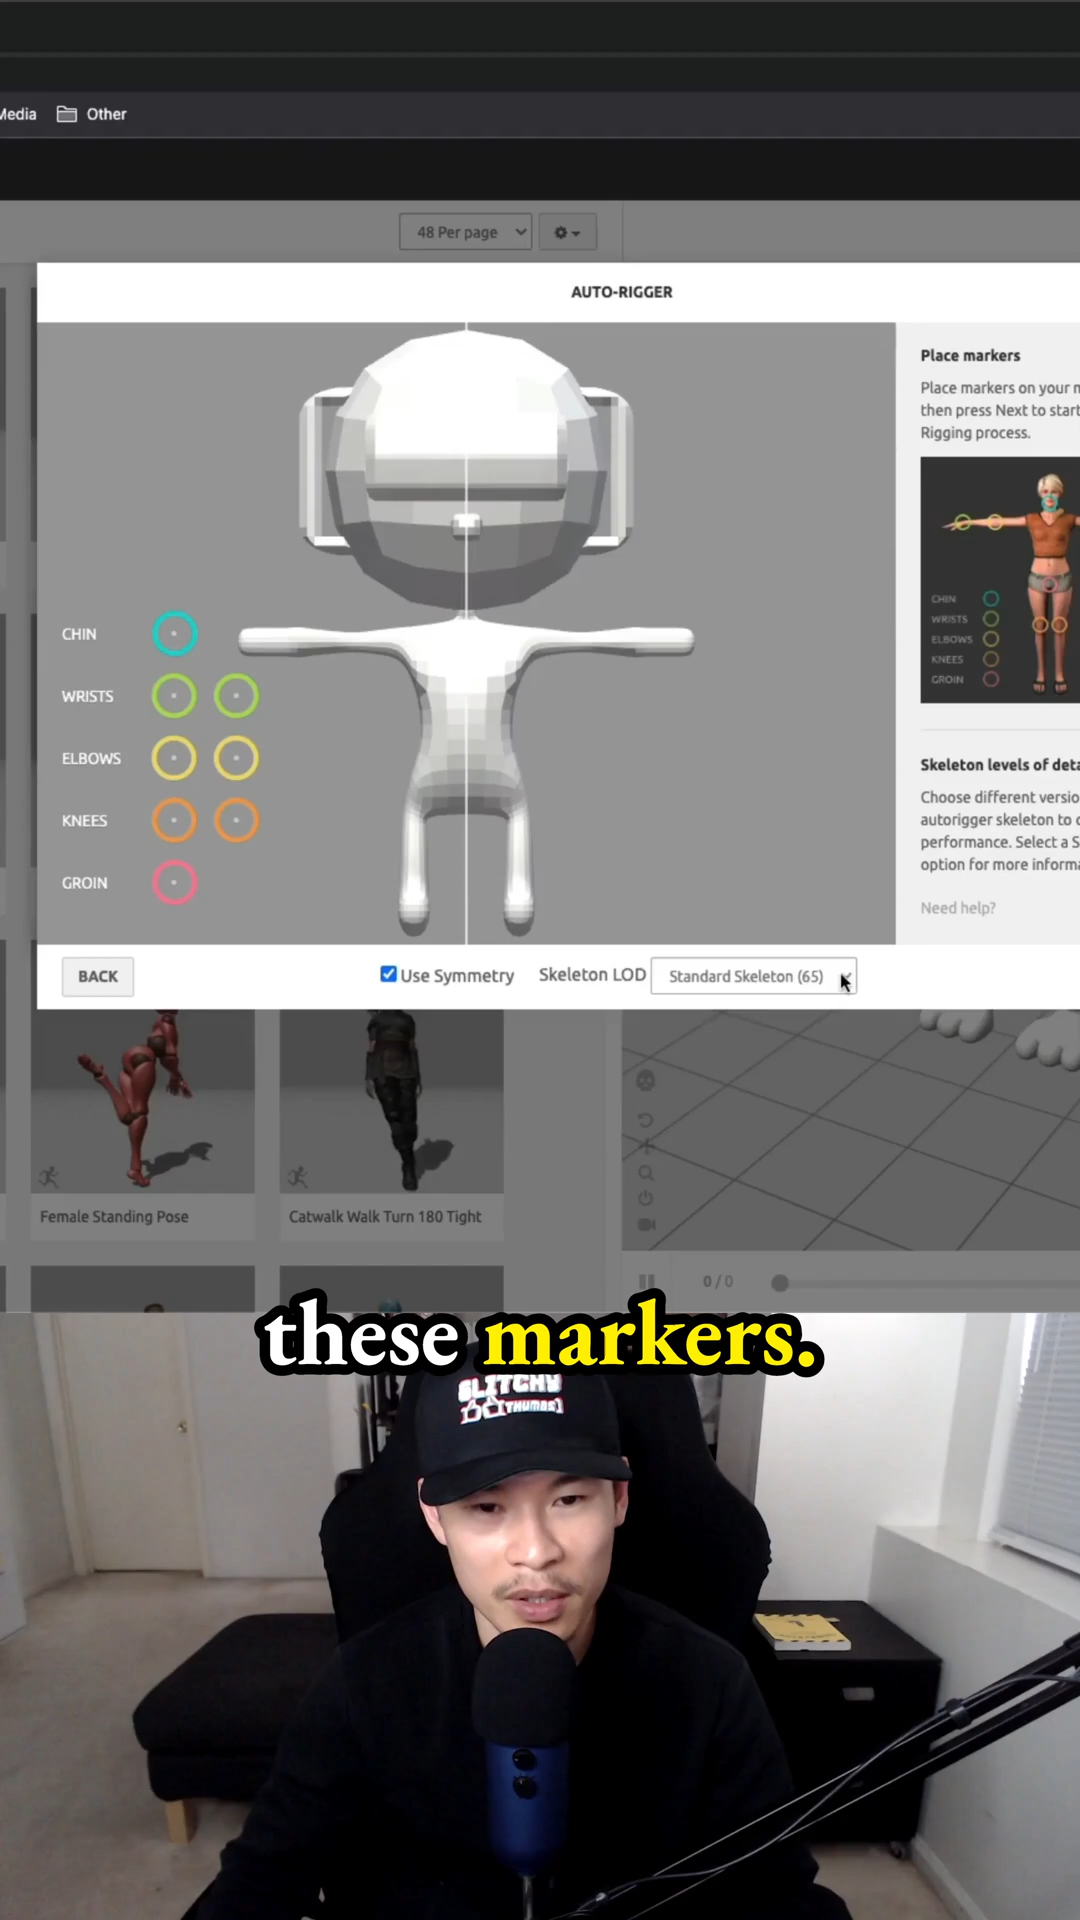 Media
Other
48 Per page
AUTO-RIGGER
Place markers
Place markers on your
then press Next to start
Rigging process.
CHIN
WRISTS
ELBOWS
KNEES
GROIN
CHIN
WRISTS
ELBOWS
KNEES
GROIN
Skeleton levels of
Choose different
autorigger skeleton to
performance. Select a
option for more
Need help?
BACK
Use Symmetry
Skeleton LOD
Standard Skeleton (65)
Female Standing Pose
Catwalk Walk Turn 180 Tight
0 / 0
these markers.
GLITCHY
THUMBS